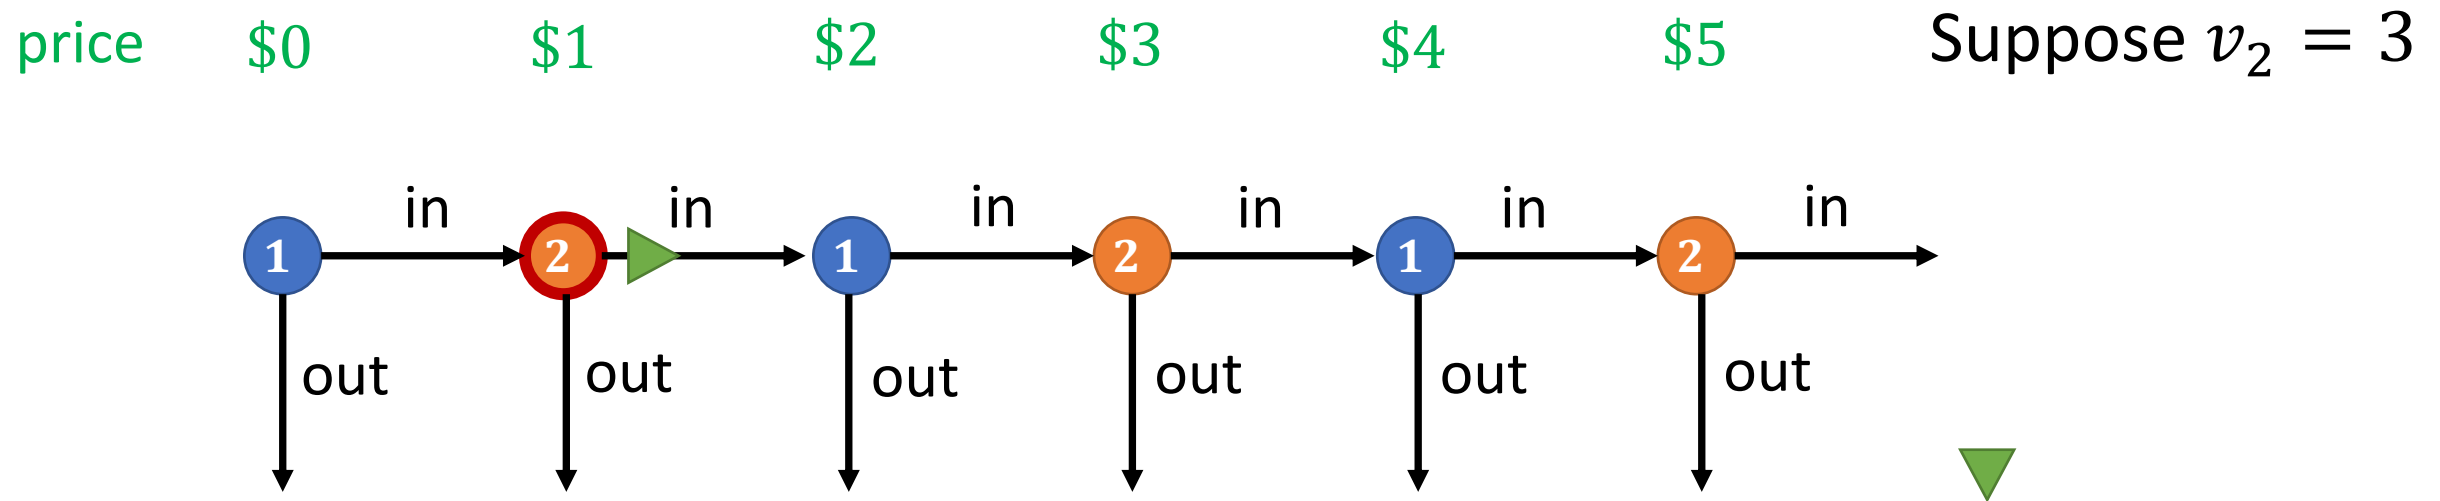 price $0 $1 $2 $3 $4 $5 Suppose v₂ = 3
in in in in in in
1 2 1 2 1 2
out out out out out out